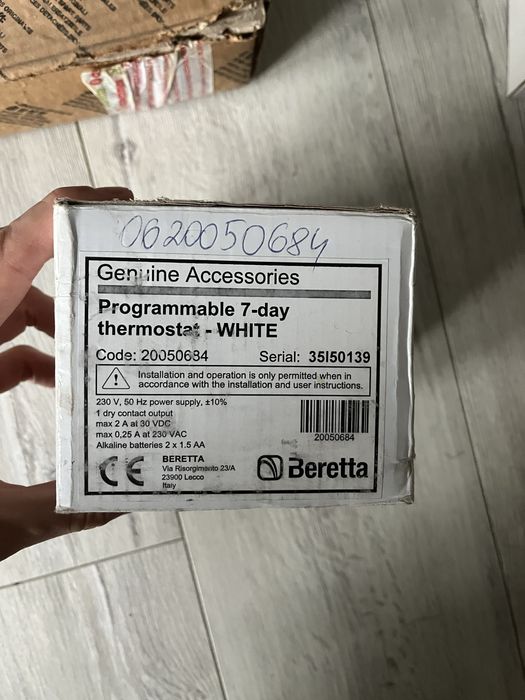 0620050684
Genuine Accessories
Programmable 7-day
thermostat - WHITE
Code: 20050684 Serial: 35I50139
Installation and operation is only permitted when in
accordance with the installation and user instructions.
230 V, 50 Hz power supply, ±10%
1 dry contact output
max 2 A at 30 VDC
max 0,25 A at 230 VAC
Alkaline batteries 2 x 1.5 AA
20050684
CE
BERETTA
Via Risorgimento 23/A
23900 Lecco
Italy
Beretta